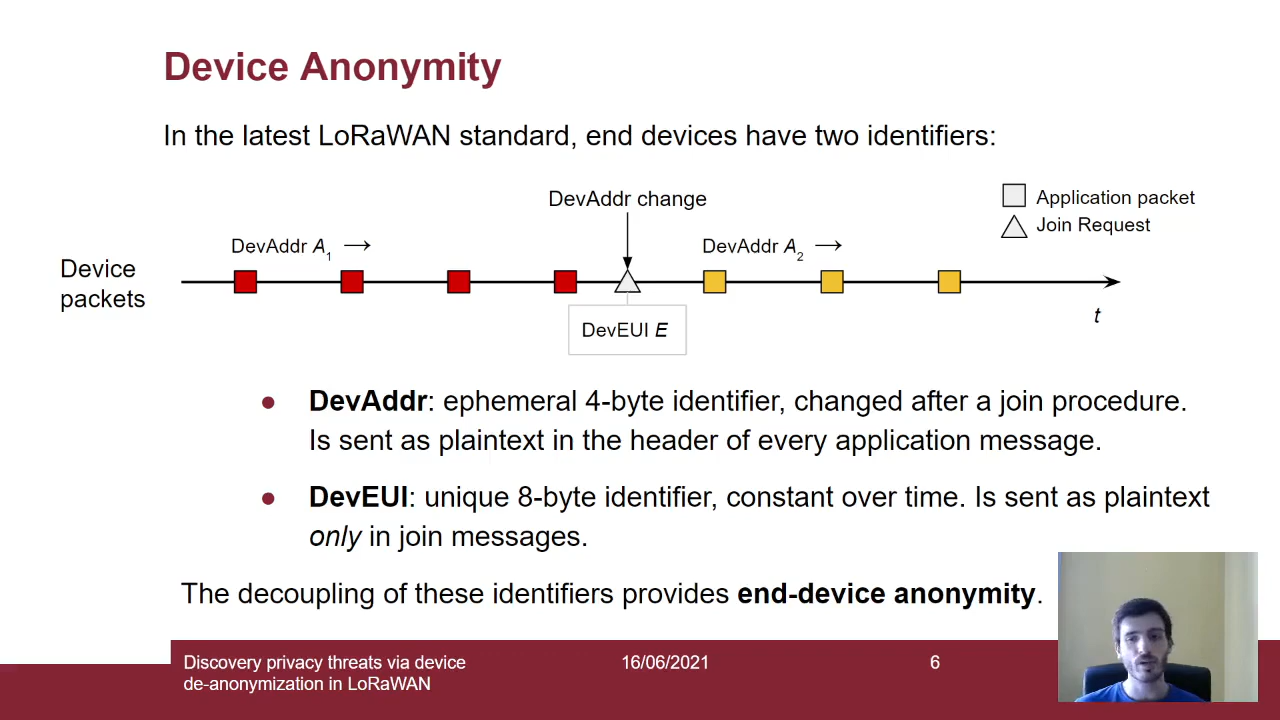 Device Anonymity
In the latest LoRaWAN standard, end devices have two identifiers:
DevAddr change
Application packet
Join Request
DevAddr A1 →
DevAddr A2 →
Device
packets
t
DevEUI E
● DevAddr: ephemeral 4-byte identifier, changed after a join procedure.
Is sent as plaintext in the header of every application message.
● DevEUI: unique 8-byte identifier, constant over time. Is sent as plaintext
only in join messages.
The decoupling of these identifiers provides end-device anonymity.
Discovery privacy threats via device
de-anonymization in LoRaWAN
16/06/2021
6